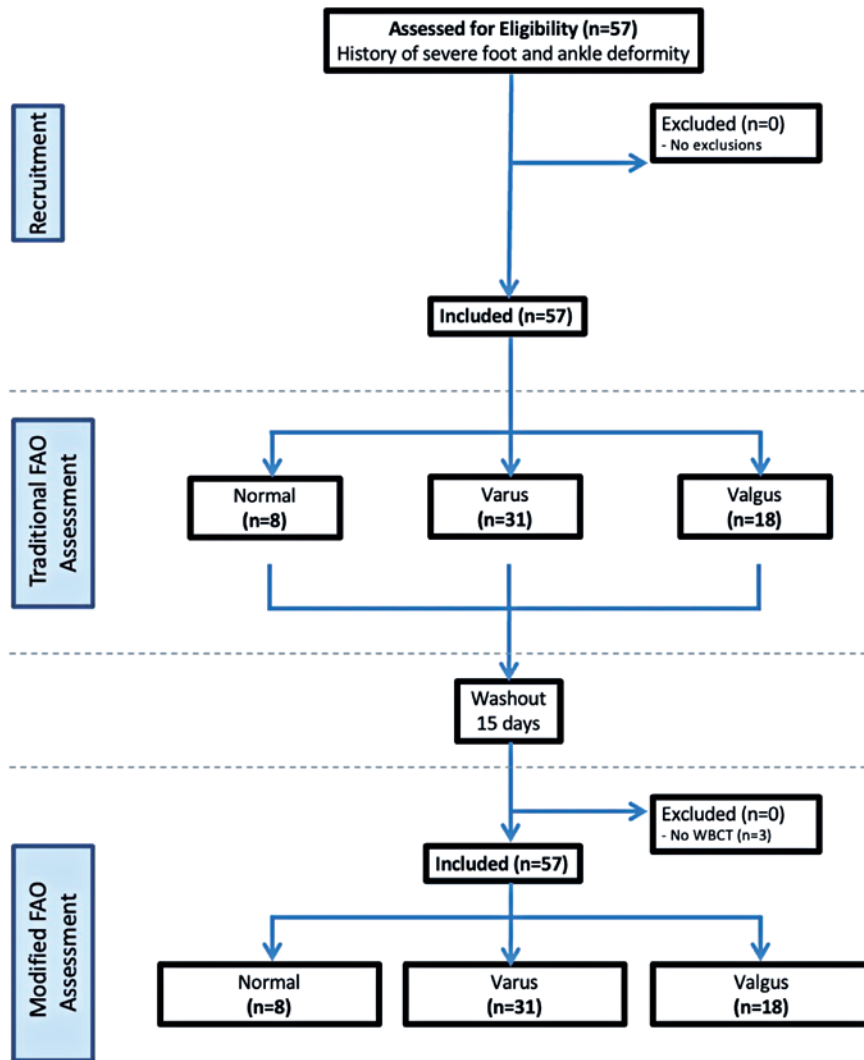 Assessed for Eligibility (n=57)
History of severe foot and ankle deformity
Recruitment
Excluded (n=0)
- No exclusions
Included (n=57)
Traditional FAO
Assessment
Normal
(n=8)
Varus
(n=31)
Valgus
(n=18)
Washout
15 days
Modified FAO
Assessment
Excluded (n=0)
- No WBCT (n=3)
Included (n=57)
Normal
(n=8)
Varus
(n=31)
Valgus
(n=18)